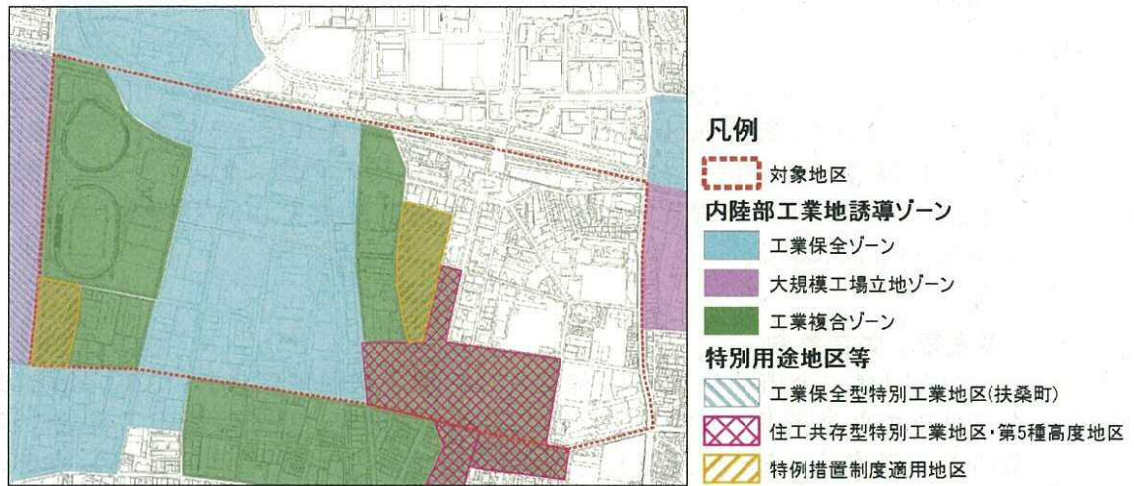 凡例
対象地区
内陸部工業地誘導ゾーン
工業保全ゾーン
大規模工場立地ゾーン
工業複合ゾーン
特別用途地区等
工業保全型特別工業地区(扶桑町)
住工共存型特別工業地区・第5種高度地区
特例措置制度適用地区